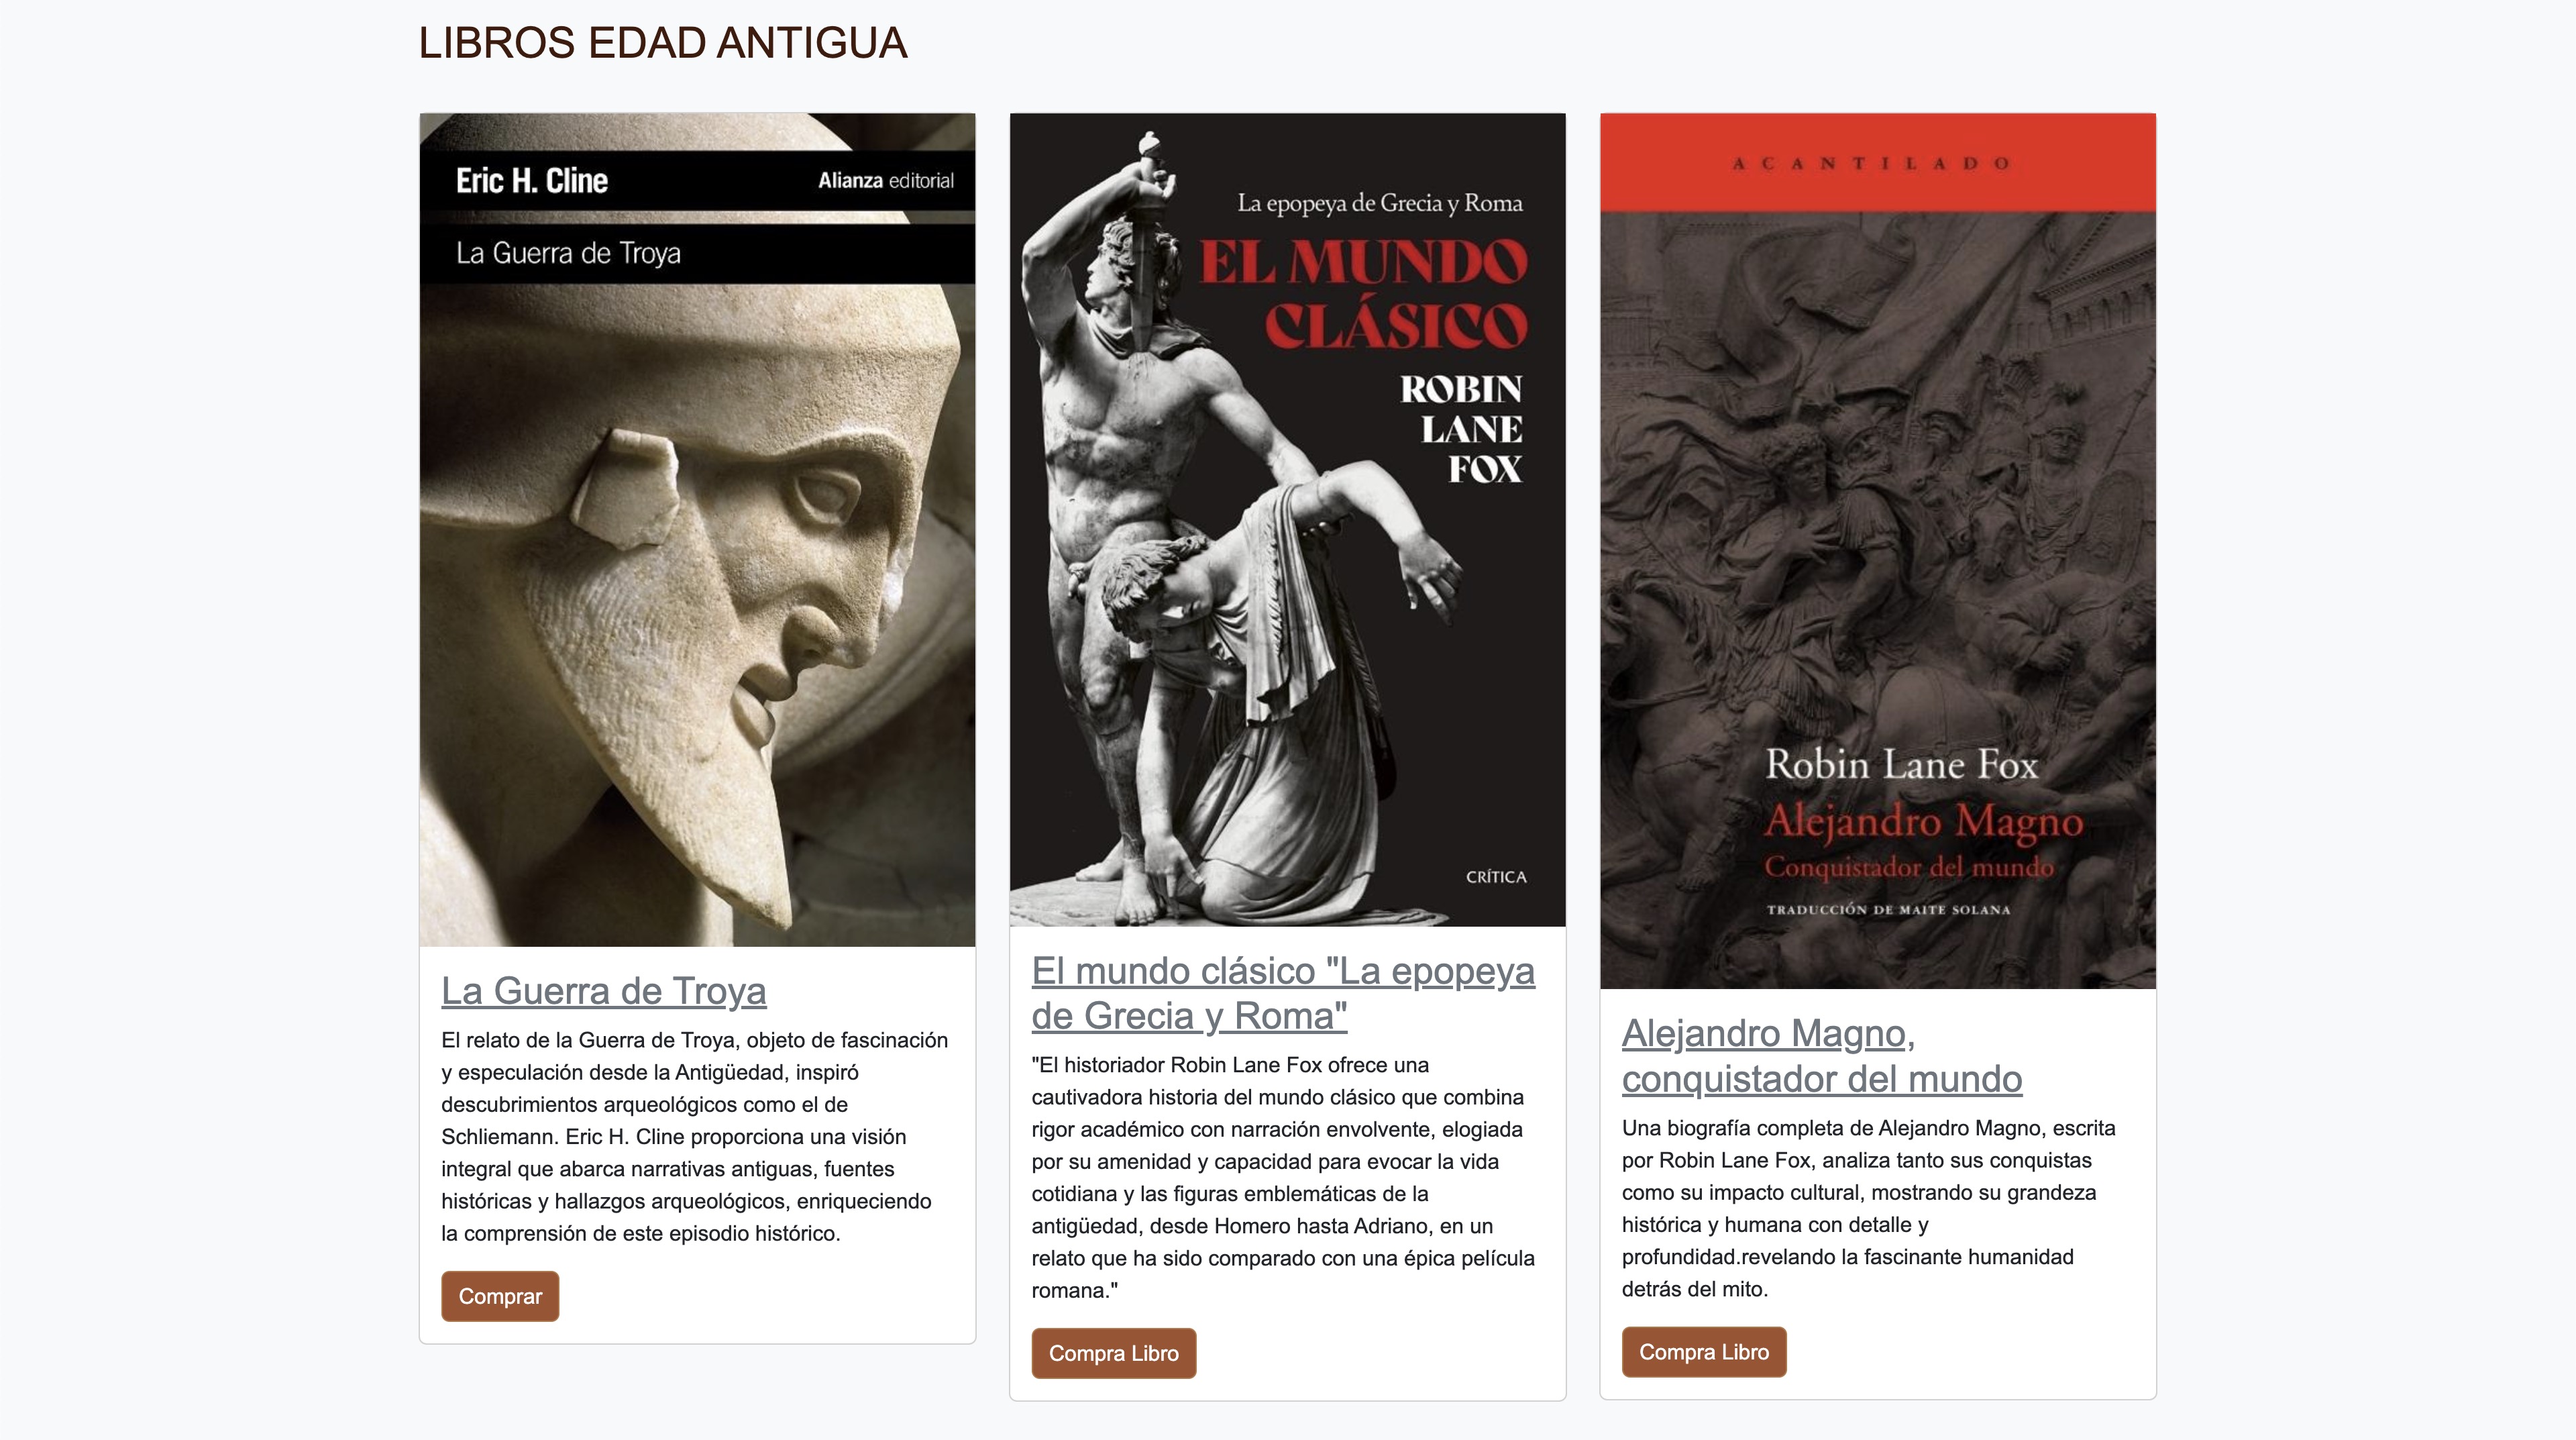 LIBROS EDAD ANTIGUA
Eric H. Cline
Alianza editorial
La Guerra de Troya
La Guerra de Troya
El relato de la Guerra de Troya, objeto de fascinación
y especulación desde la Antigüedad, inspiró
descubrimientos arqueológicos como el de
Schliemann. Eric H. Cline proporciona una visión
integral que abarca narrativas antiguas, fuentes
históricas y hallazgos arqueológicos, enriqueciendo
la comprensión de este episodio histórico.
Comprar
La epopeya de Grecia y Roma
EL MUNDO
CLÁSICO
ROBIN
LANE
FOX
CRÍTICA
El mundo clásico "La epopeya
de Grecia y Roma"
"El historiador Robin Lane Fox ofrece una
cautivadora historia del mundo clásico que combina
rigor académico con narración envolvente, elogiada
por su amenidad y capacidad para evocar la vida
cotidiana y las figuras emblemáticas de la
antigüedad, desde Homero hasta Adriano, en un
relato que ha sido comparado con una épica película
romana."
Compra Libro
ACANTILADO
Robin Lane Fox
Alejandro Magno
Conquistador del mundo
TRADUCCIÓN DE MAITE SOLANA
Alejandro Magno,
conquistador del mundo
Una biografía completa de Alejandro Magno, escrita
por Robin Lane Fox, analiza tanto sus conquistas
como su impacto cultural, mostrando su grandeza
histórica y humana con detalle y
profundidad.revelando la fascinante humanidad
detrás del mito.
Compra Libro